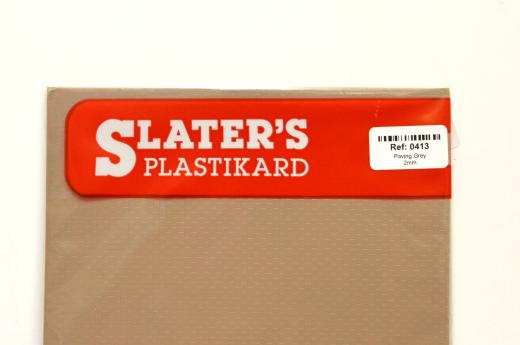 SLATER'S
PLASTIKARD
Ref: 0413
Paving Grey
2mm